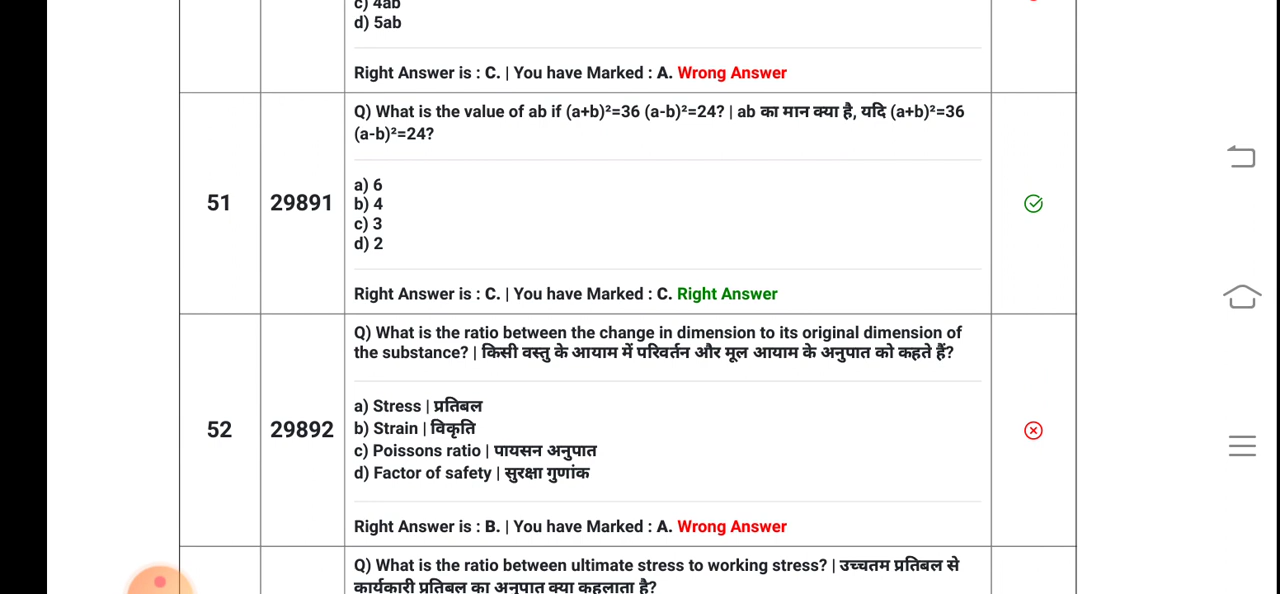 c) 4ab
d) 5ab
Right Answer is : C. | You have Marked : A. Wrong Answer
51
29891
Q) What is the value of ab if (a+b)²=36 (a-b)²=24? | ab का मान क्या है, यदि (a+b)²=36
(a-b)²=24?
a) 6
b) 4
c) 3
d) 2
Right Answer is : C. | You have Marked : C. Right Answer
52
29892
Q) What is the ratio between the change in dimension to its original dimension of
the substance? | किसी वस्तु के आयाम में परिवर्तन और मूल आयाम के अनुपात को कहते हैं?
a) Stress | प्रतिबल
b) Strain | विकृति
c) Poissons ratio | पायसन अनुपात
d) Factor of safety | सुरक्षा गुणांक
Right Answer is : B. | You have Marked : A. Wrong Answer
Q) What is the ratio between ultimate stress to working stress? | उच्चतम प्रतिबल से
कार्यकारी प्रतिबल का अनुपात क्या कहलाता है?